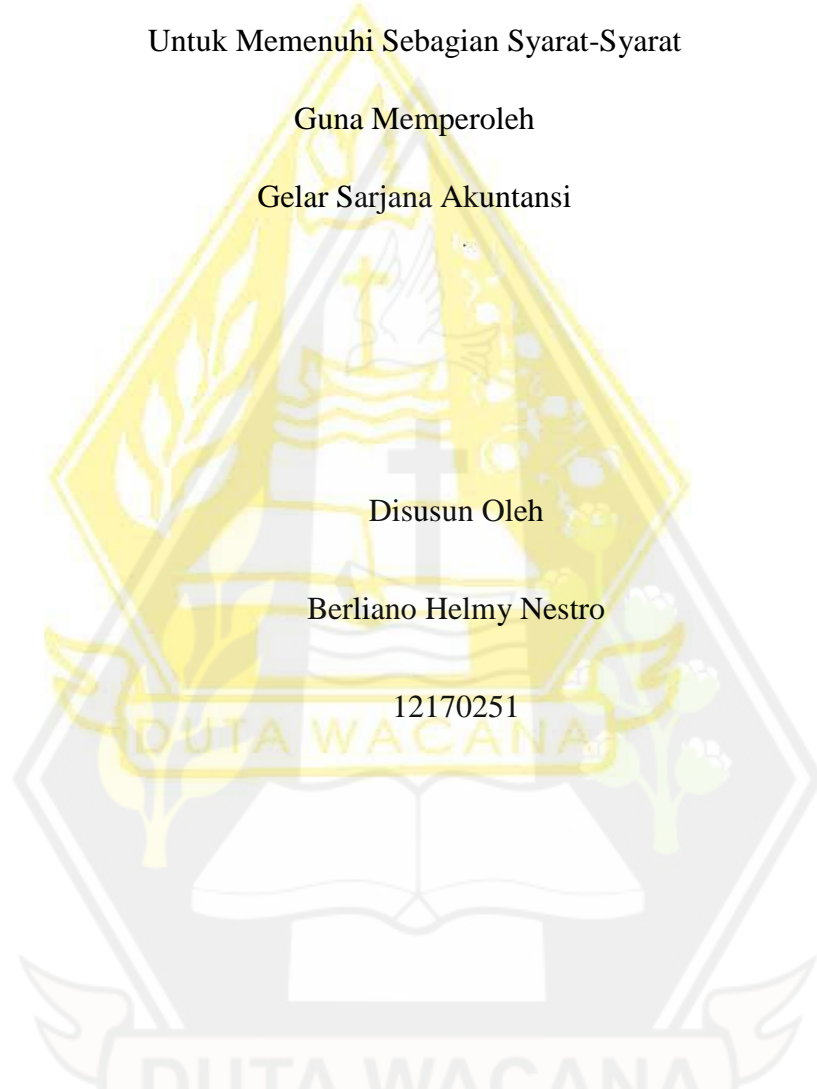 Untuk Memenuhi Sebagian Syarat-Syarat
Guna Memperoleh
Gelar Sarjana Akuntansi
Disusun Oleh
Berliano Helmy Nestro
12170251
DUTA WACANA
DUTA WACANA